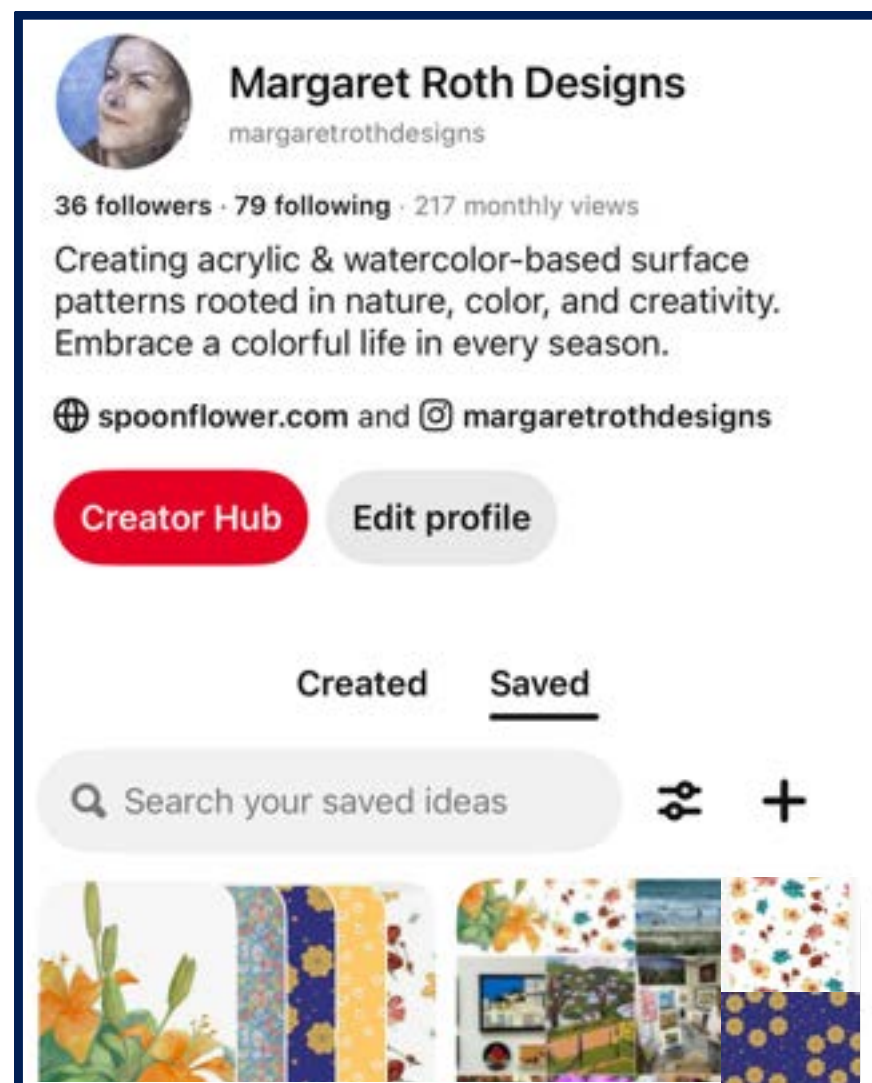 Margaret Roth Designs
margaretrothdesigns
36 followers · 79 following · 217 monthly views
Creating acrylic & watercolor-based surface
patterns rooted in nature, color, and creativity.
Embrace a colorful life in every season.
spoonflower.com and margaretrothdesigns
Creator Hub Edit profile
Created Saved
Search your saved ideas